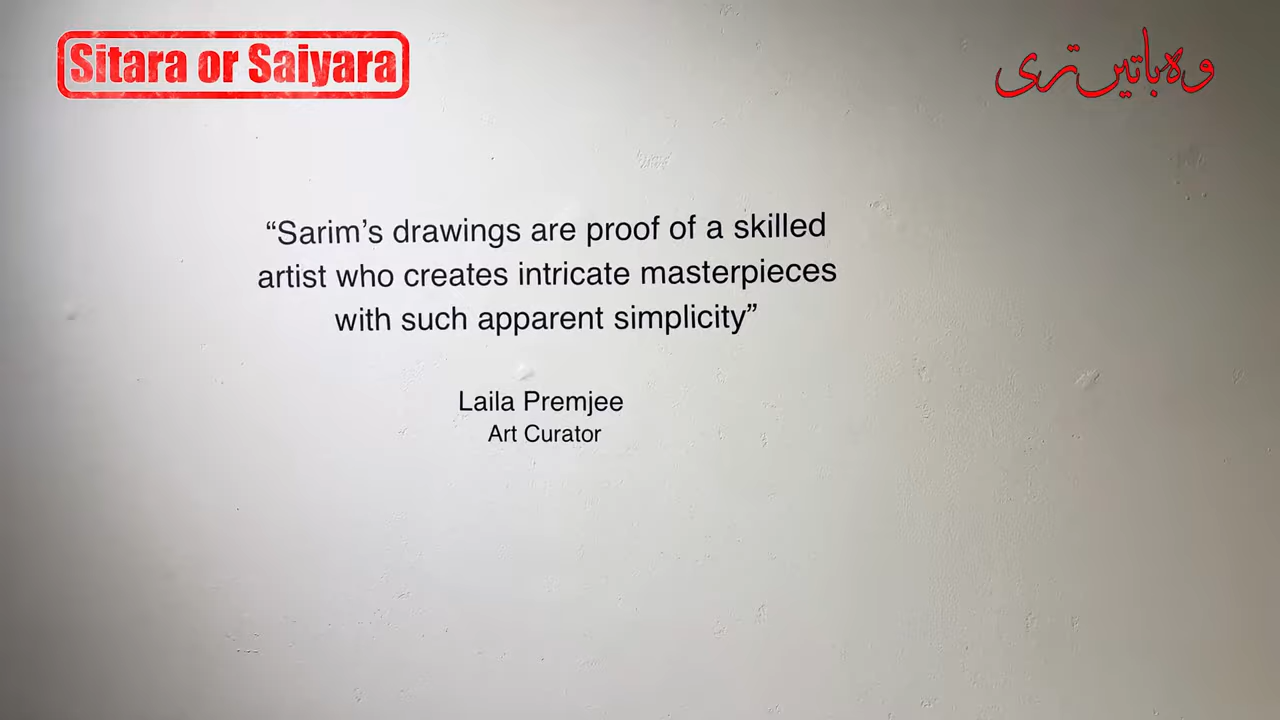 Sitara or Saiyara
وہ باتیں تری
“Sarim’s drawings are proof of a skilled
artist who creates intricate masterpieces
with such apparent simplicity”
Laila Premjee
Art Curator